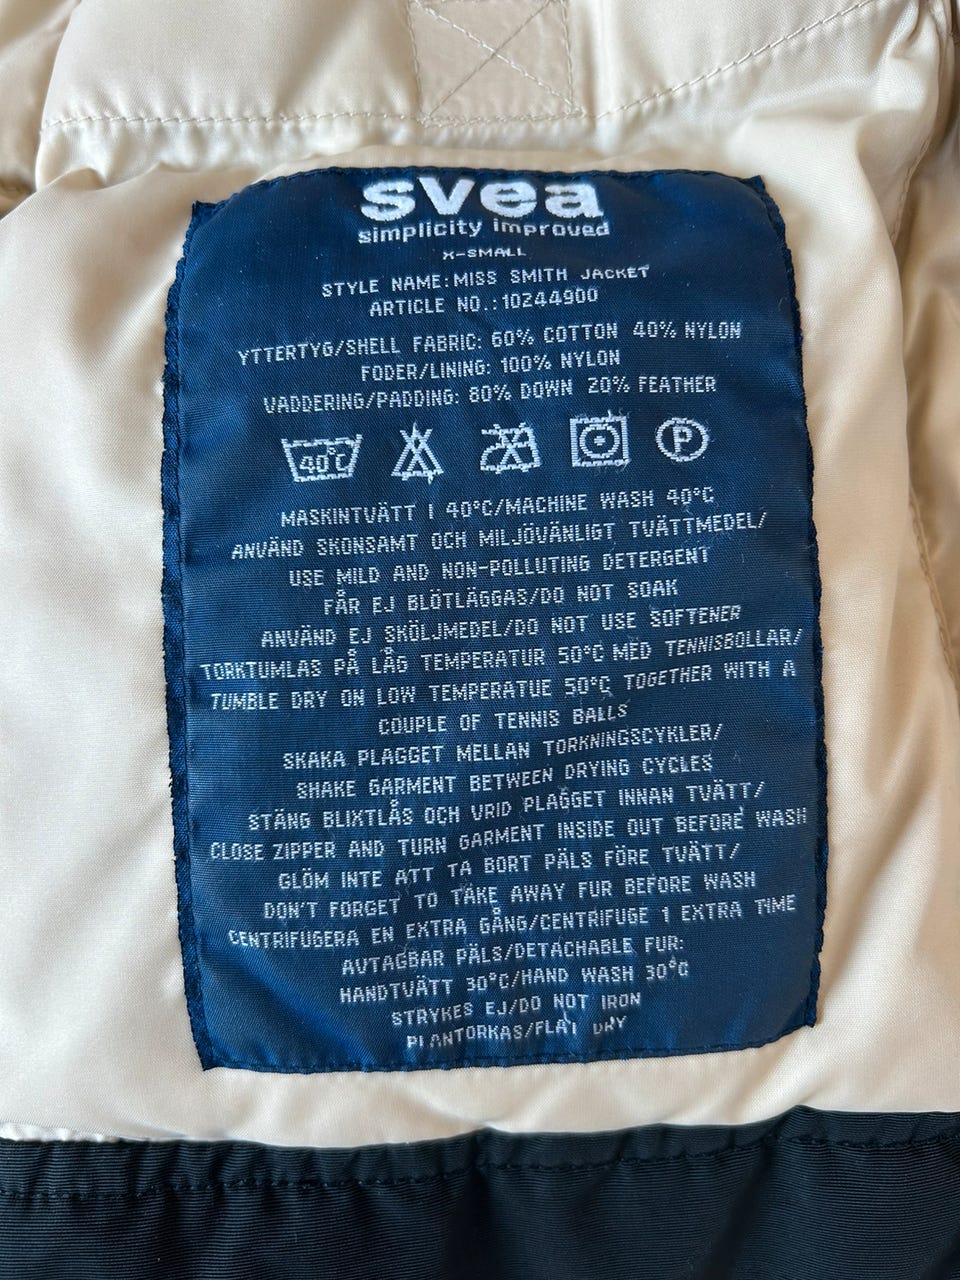 svea
simplicity improved
X-SMALL
STYLE NAME:MISS SMITH JACKET
ARTICLE NO.:10244900
YTTERTYG/SHELL FABRIC: 60% COTTON 40% NYLON
FODER/LINING: 100% NYLON
VADDERING/PADDING: 80% DOWN 20% FEATHER
40°C P
MASKINTVÄTT I 40°C/MACHINE WASH 40°C
ANVÄND SKONSAMT OCH MILJÖVÄNLIGT TVÄTTMEDEL/
USE MILD AND NON-POLLUTING DETERGENT
FÅR EJ BLÖTLÄGGAS/DO NOT SOAK
ANVÄND EJ SKÖLJMEDEL/DO NOT USE SOFTENER
TORKTUMLAS PÅ LÅG TEMPERATUR 50°C MED TENNISBOLLAR/
TUMBLE DRY ON LOW TEMPERATUE 50°C TOGETHER WITH A
COUPLE OF TENNIS BALLS
SKAKA PLAGGET MELLAN TORKNINGSCYKLER/
SHAKE GARMENT BETWEEN DRYING CYCLES
STÄNG BLIXTLÅS OCH VRID PLAGGET INNAN TVÄTT/
CLOSE ZIPPER AND TURN GARMENT INSIDE OUT BEFORE WASH
GLÖM INTE ATT TA BORT PÄLS FÖRE TVÄTT/
DON'T FORGET TO TAKE AWAY FUR BEFORE WASH
CENTRIFUGERA EN EXTRA GÅNG/CENTRIFUGE 1 EXTRA TIME
AVTAGBAR PÄLS/DETACHABLE FUR:
HANDTVÄTT 30°C/HAND WASH 30°C
STRYKES EJ/DO NOT IRON
PLANTORKAS/FLAT DRY